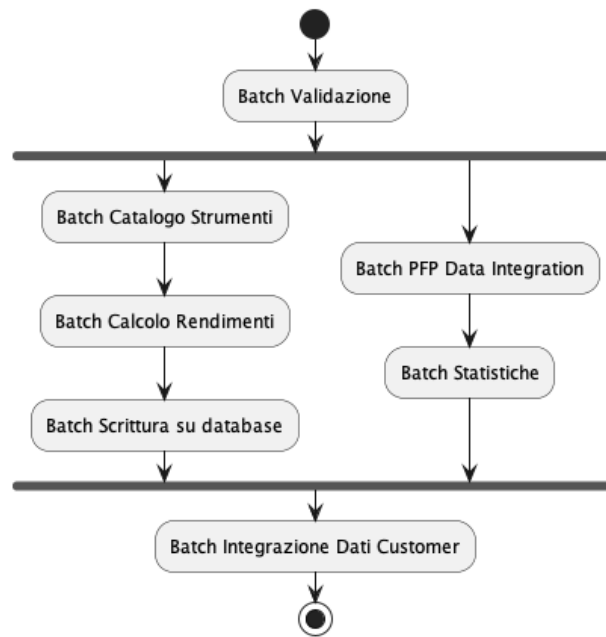 Batch Validazione
Batch Catalogo Strumenti
Batch Calcolo Rendimenti
Batch Scrittura su database
Batch PFP Data Integration
Batch Statistiche
Batch Integrazione Dati Customer